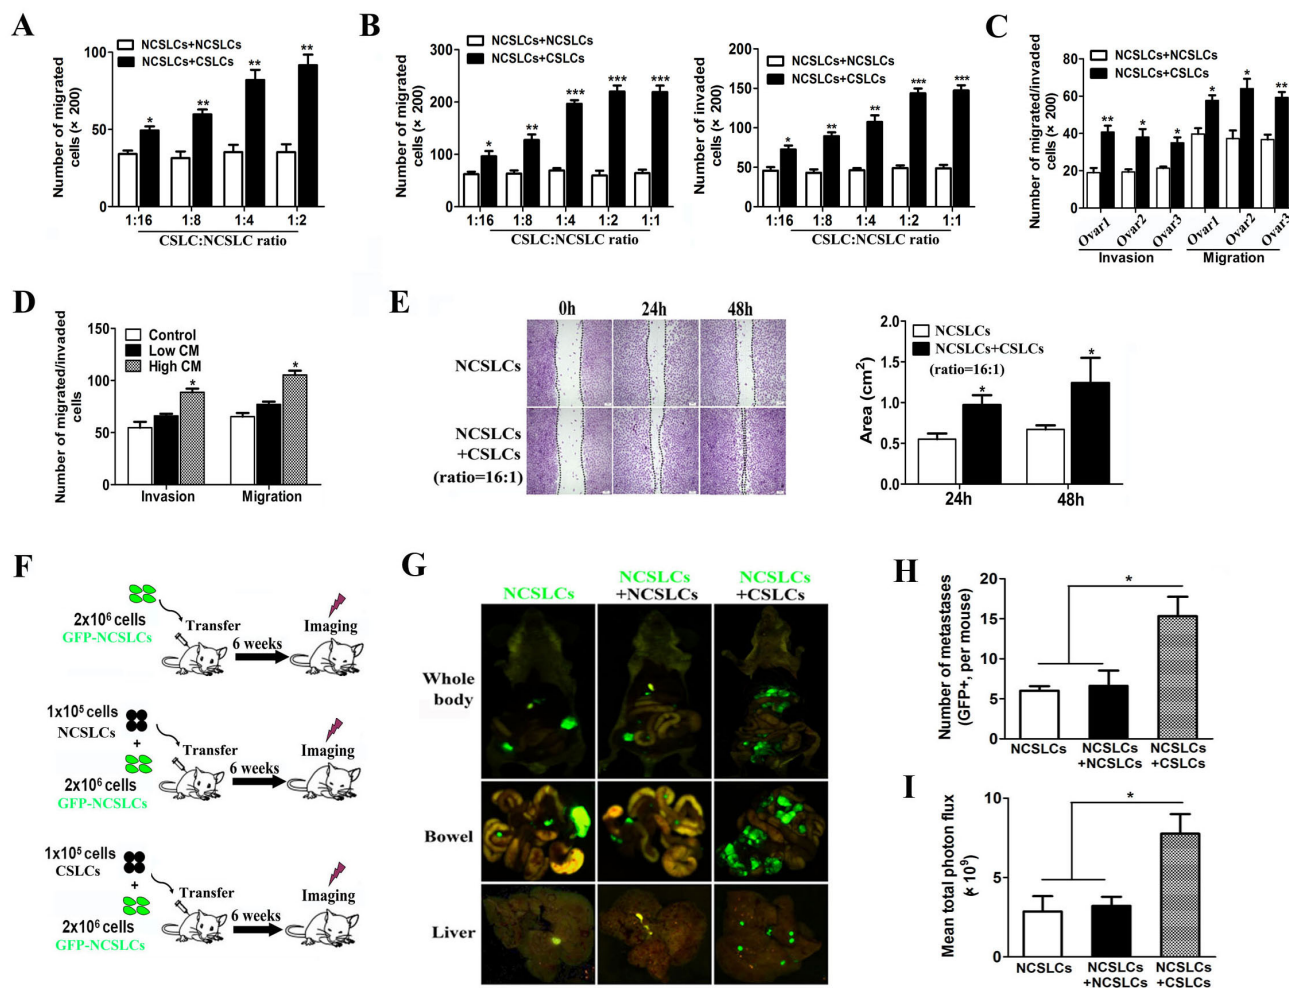 A
NCSLCs+NCSLCs
NCSLCs+CSLCs
Number of migrated
cells (× 200)
100
50
0
*
**
**
**
1:16
1:8
1:4
1:2
CSLC:NCSLC ratio
B
NCSLCs+NCSLCs
NCSLCs+CSLCs
Number of migrated
cells (× 200)
300
200
100
0
*
**
***
***
***
1:16
1:8
1:4
1:2
1:1
CSLC:NCSLC ratio
NCSLCs+NCSLCs
NCSLCs+CSLCs
Number of invaded
cells (× 200)
150
100
50
0
*
**
**
***
***
1:16
1:8
1:4
1:2
1:1
CSLC:NCSLC ratio
C
NCSLCs+NCSLCs
NCSLCs+CSLCs
Number of migrated/invaded
cells (× 200)
80
60
40
20
0
**
*
*
*
*
**
Ovar1
Ovar2
Ovar3
Ovar1
Ovar2
Ovar3
Invasion
Migration
D
Control
Low CM
High CM
Number of migrated/invaded
cells
150
100
50
0
*
*
Invasion
Migration
E
0h
24h
48h
NCSLCs
NCSLCs
+CSLCs
(ratio=16:1)
NCSLCs
NCSLCs+CSLCs
(ratio=16:1)
Area (cm²)
2.0
1.5
1.0
0.5
0.0
*
*
24h
48h
F
2x10⁶ cells
GFP-NCSLCs
Transfer
6 weeks
Imaging
1x10⁵ cells
NCSLCs
+
2x10⁶ cells
GFP-NCSLCs
Transfer
6 weeks
Imaging
1x10⁵ cells
CSLCs
+
2x10⁶ cells
GFP-NCSLCs
Transfer
6 weeks
Imaging
G
NCSLCs
NCSLCs
+NCSLCs
NCSLCs
+CSLCs
Whole
body
Bowel
Liver
H
Number of metastases
(GFP+, per mouse)
20
15
10
5
0
*
NCSLCs
NCSLCs
+NCSLCs
NCSLCs
+CSLCs
I
Mean total photon flux
(× 10⁹)
10
5
0
*
NCSLCs
NCSLCs
+NCSLCs
NCSLCs
+CSLCs